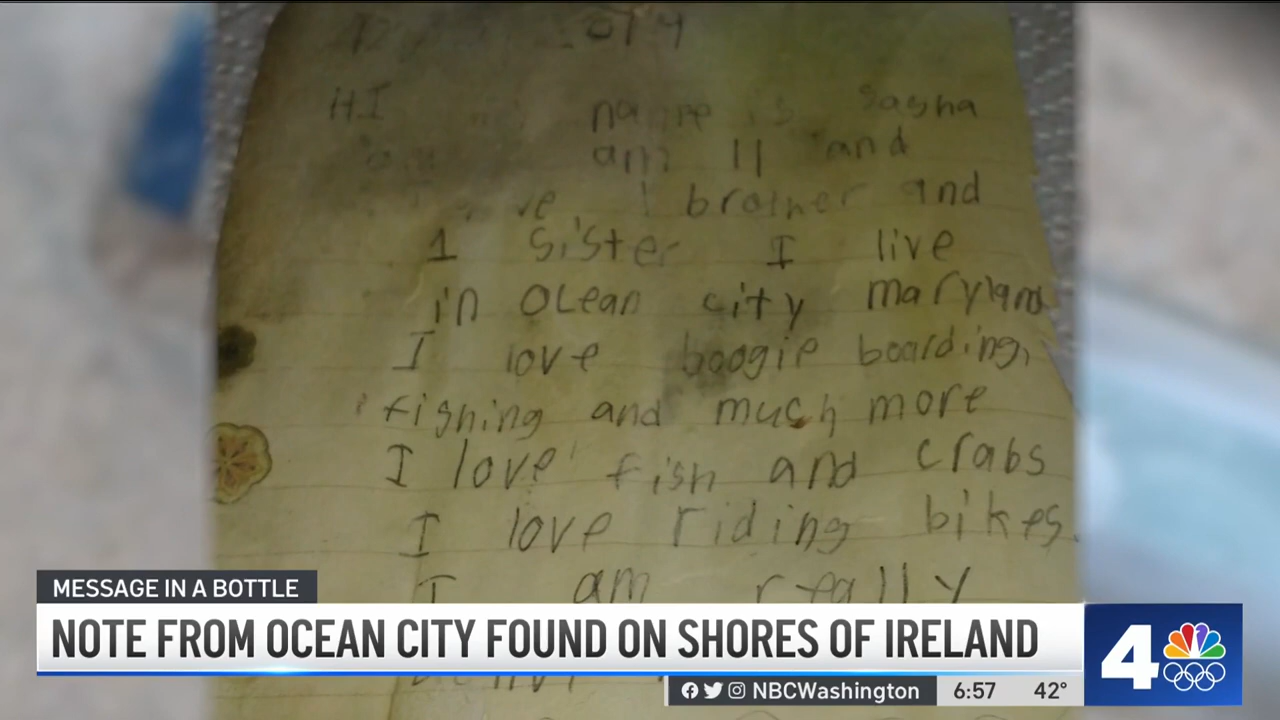 HI name is Sasha
am 11 and
1 brother and
1 sister I live
in Ocean city maryland
I love boogie boarding,
fishing and much more
I love fish and crabs
I love riding bikes.
I am really
MESSAGE IN A BOTTLE
NOTE FROM OCEAN CITY FOUND ON SHORES OF IRELAND
4
NBCWashington 6:57 42°